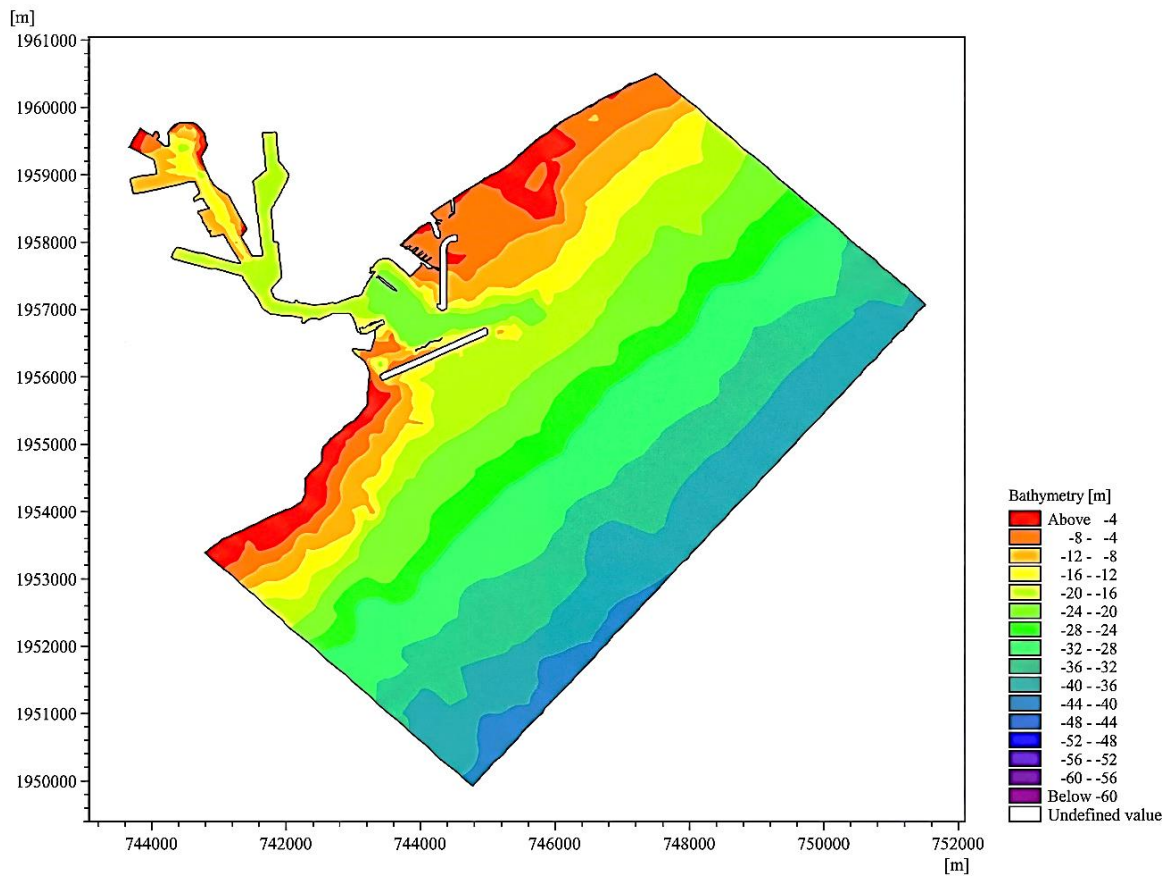 [m]
1961000
1960000
1959000
1958000
1957000
1956000
1955000
1954000
1953000
1952000
1951000
1950000
744000 742000 744000 746000 748000 750000 752000
[m]
Bathymetry [m]
Above -4
-8 - -4
-12 - -8
-16 - -12
-20 - -16
-24 - -20
-28 - -24
-32 - -28
-36 - -32
-40 - -36
-44 - -40
-48 - -44
-52 - -48
-56 - -52
-60 - -56
Below -60
Undefined value